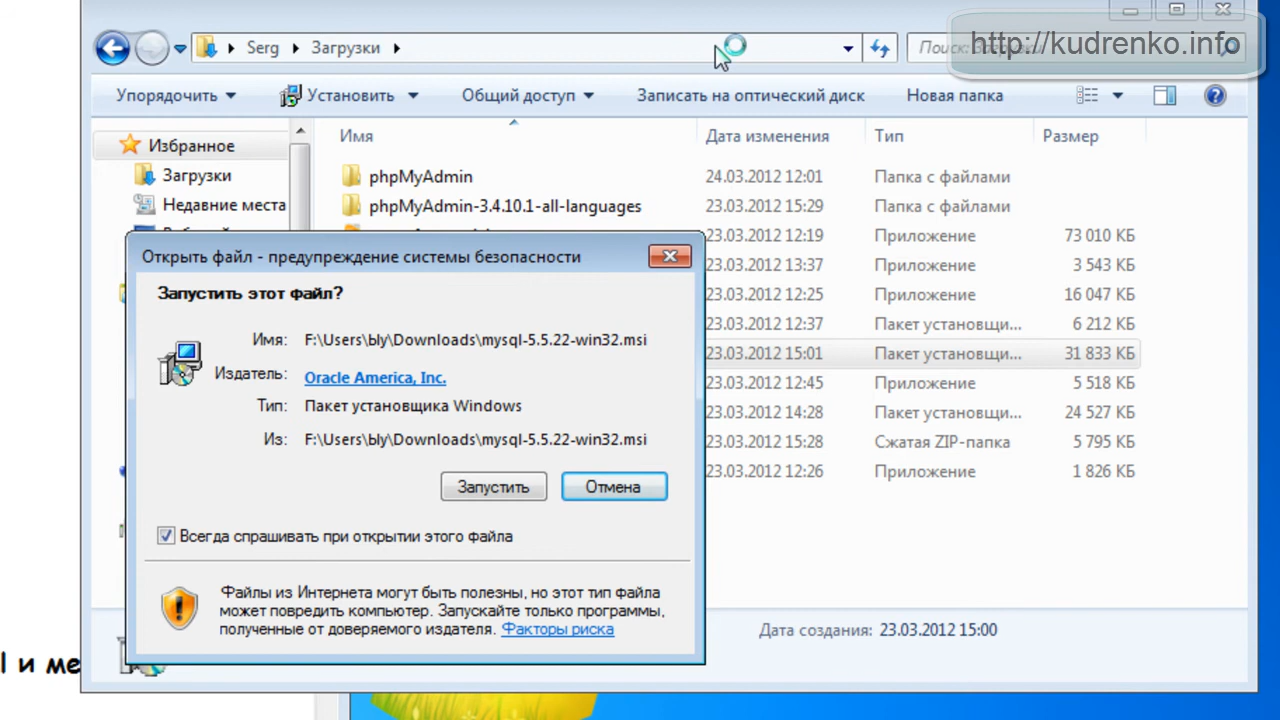 http://kudrenko.info
Serg
Загрузки
Упорядочить
Установить
Общий доступ
Записать на оптический диск
Новая папка
Избранное
Загрузки
Недавние места
Имя
Дата изменения
Тип
Размер
phpMyAdmin
24.03.2012 12:01
Папка с файлами
phpMyAdmin-3.4.10.1-all-languages
23.03.2012 15:29
Папка с файлами
23.03.2012 12:19
Приложение
73 010 КБ
23.03.2012 13:37
Приложение
3 543 КБ
23.03.2012 12:25
Приложение
16 047 КБ
23.03.2012 12:37
Пакет установщи...
6 212 КБ
23.03.2012 15:01
Пакет установщи...
31 833 КБ
23.03.2012 12:45
Приложение
5 518 КБ
23.03.2012 14:28
Пакет установщи...
24 527 КБ
23.03.2012 15:28
Сжатая ZIP-папка
5 795 КБ
23.03.2012 12:26
Приложение
1 826 КБ
Открыть файл - предупреждение системы безопасности
Запустить этот файл?
Имя: F:\Users\bly\Downloads\mysql-5.5.22-win32.msi
Издатель: Oracle America, Inc.
Тип: Пакет установщика Windows
Из: F:\Users\bly\Downloads\mysql-5.5.22-win32.msi
Запустить
Отмена
Всегда спрашивать при открытии этого файла
Файлы из Интернета могут быть полезны, но этот тип файла
может повредить компьютер. Запускайте только программы,
полученные от доверяемого издателя. Факторы риска
Дата создания: 23.03.2012 15:00
l и ме